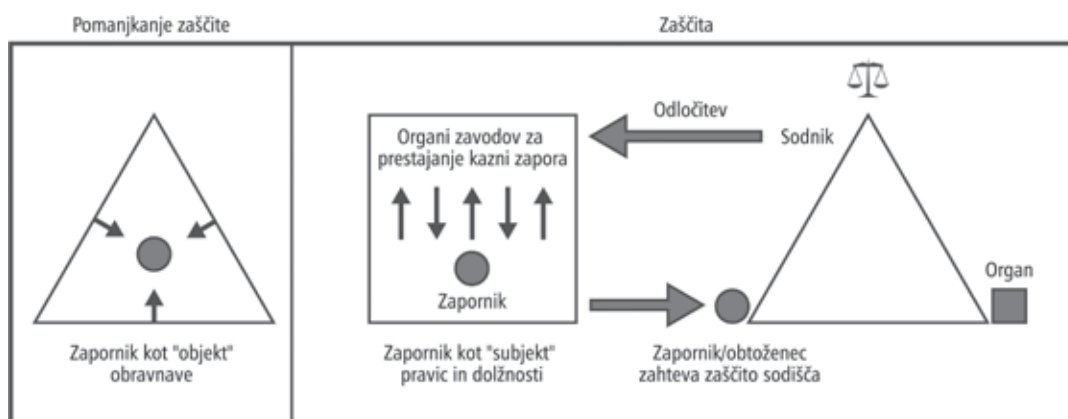 Pomanjkanje zaščite
Zaščita
Zapornik kot "objekt"
obravnave
Organi zavodov za
prestajanje kazni zapora
Zapornik
Zapornik kot "subjekt"
pravic in dolžnosti
Odločitev
Sodnik
Organ
Zapornik/obtoženec
zahteva zaščito sodišča